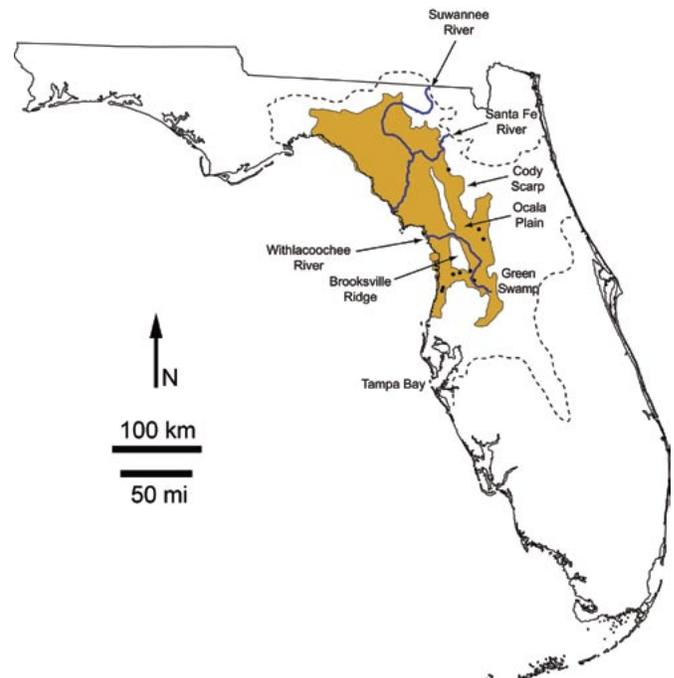 Suwannee
River
Santa Fe
River
Cody
Scarp
Ocala
Plain
Withlacoochee
River
Brooksville
Ridge
Green
Swamp
N
Tampa Bay
100 km
50 mi